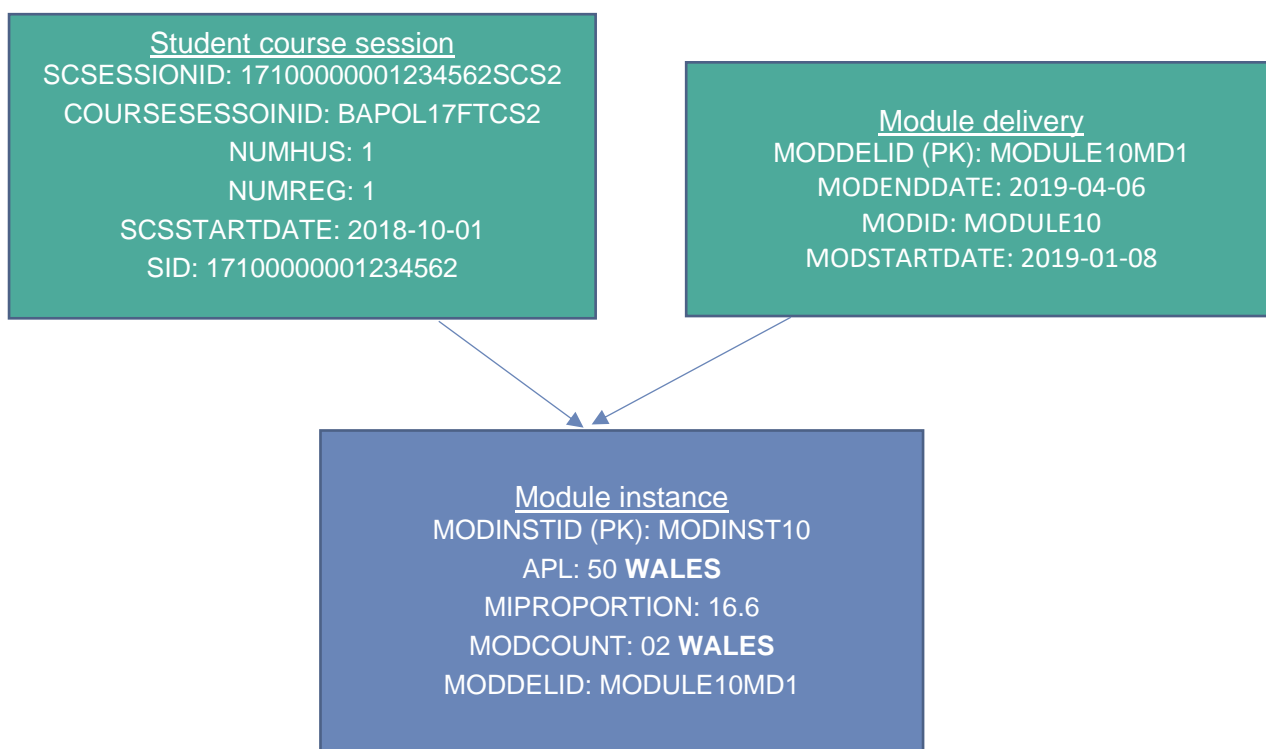 Student course session
SCSESSIONID: 17100000001234562SCS2
COURSESESSOINID: BAPOL17FTCS2
NUMHUS: 1
NUMREG: 1
SCSSTARTDATE: 2018-10-01
SID: 17100000001234562
Module delivery
MODDELID (PK): MODULE10MD1
MODENDDATE: 2019-04-06
MODID: MODULE10
MODSTARTDATE: 2019-01-08
Module instance
MODINSTID (PK): MODINST10
APL: 50 WALES
MIPROPORTION: 16.6
MODCOUNT: 02 WALES
MODDELID: MODULE10MD1